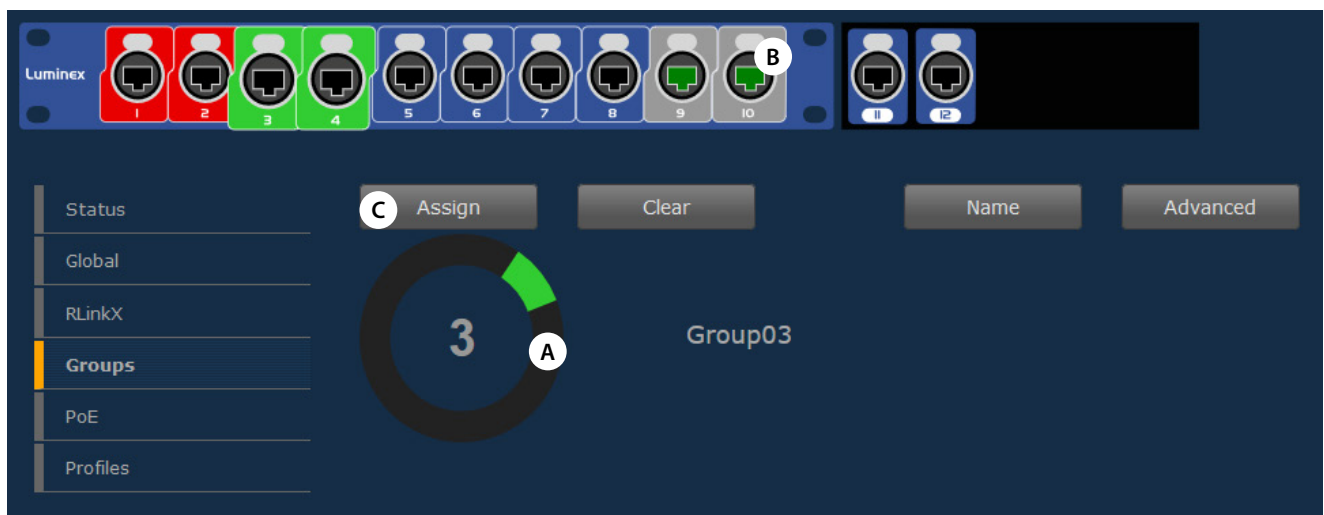 B
Luminex
1 2 3 4 5 6 7 8 9 10 11 12
C Assign Clear Name Advanced
Status
Global
RLinkX
Groups
PoE
Profiles
3 A Group03